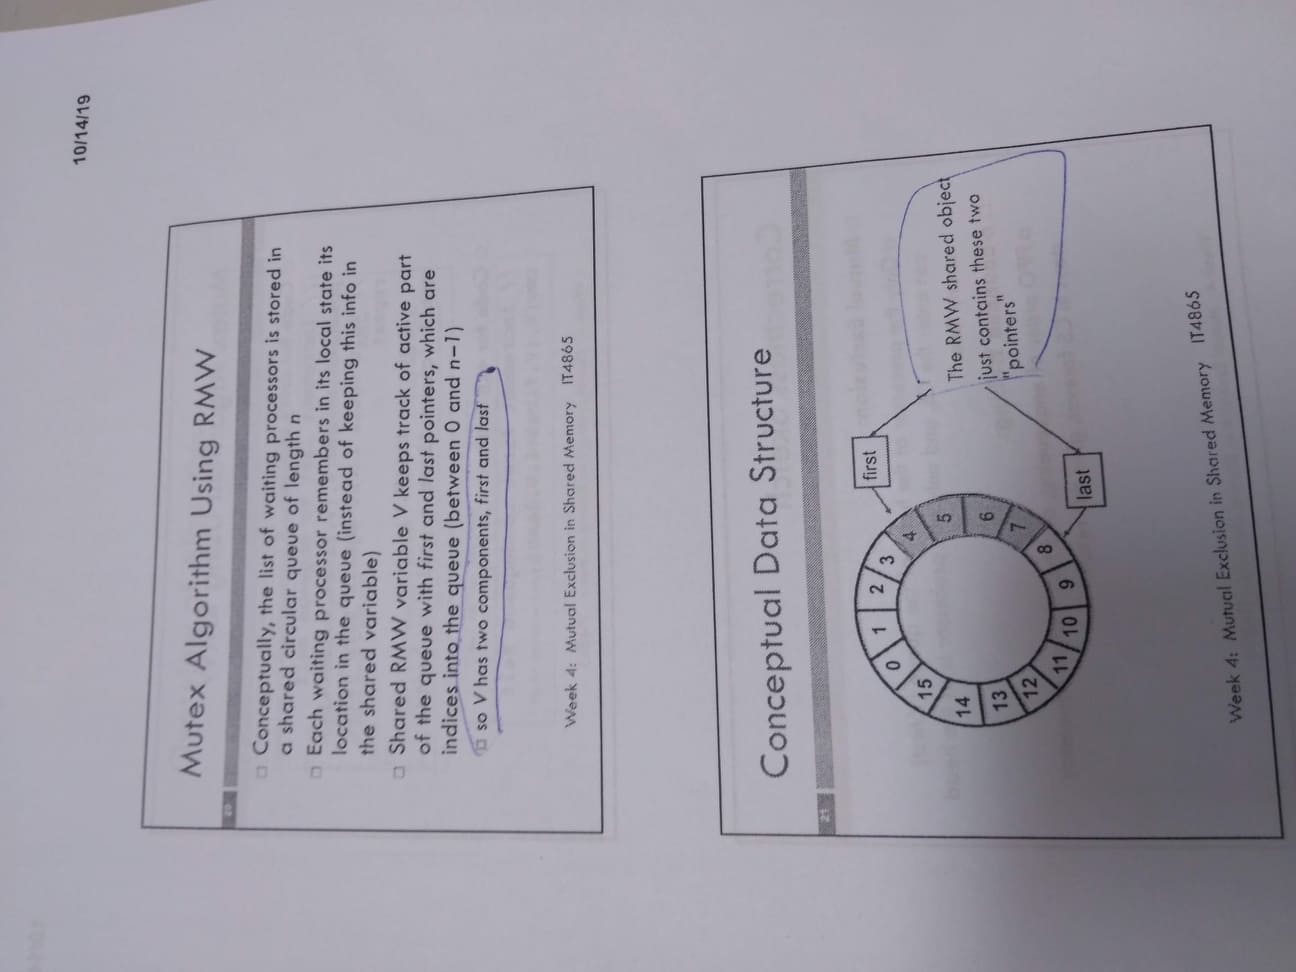 10/14/19
Mutex Algorithm Using RMW
20
Conceptually, the list of waiting processors is stored in
a shared circular queue of length n
Each waiting processor remembers in its local state its
location in the queue (instead of keeping this info in
the shared variable)
Shared RMW variable V keeps track of active part
of the queue with first and last pointers, which are
indices into the queue (between 0 and n–1)
so V has two components, first and last
Week 4: Mutual Exclusion in Shared Memory IT4865
Conceptual Data Structure
21
0
1
2
3
4
5
6
7
8
9
10
11
12
13
14
15
first
The RMW shared object
just contains these two
"pointers"
last
Week 4: Mutual Exclusion in Shared Memory IT4865